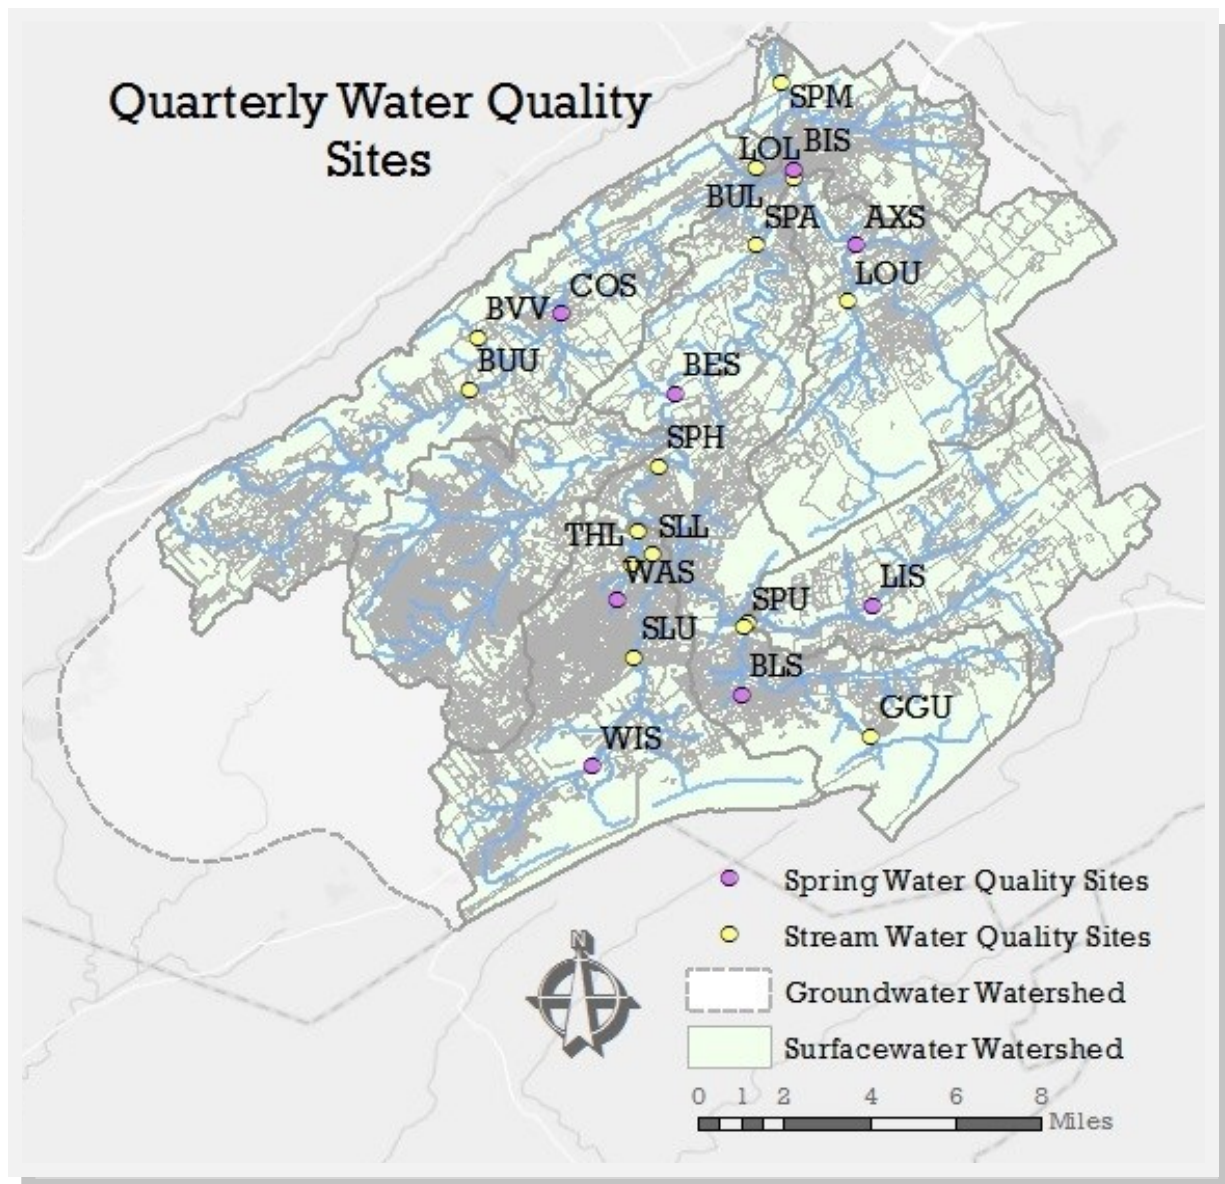 Quarterly Water Quality
Sites
SPM
BIS
LOL
BUL
SPA
AXS
LOU
COS
BVV
BUU
BES
SPH
THL
SLL
WAS
LIS
SPU
SLU
BLS
GGU
WIS
Spring Water Quality Sites
Stream Water Quality Sites
N
Groundwater Watershed
Surfacewater Watershed
0 1 2 4 6 8
Miles